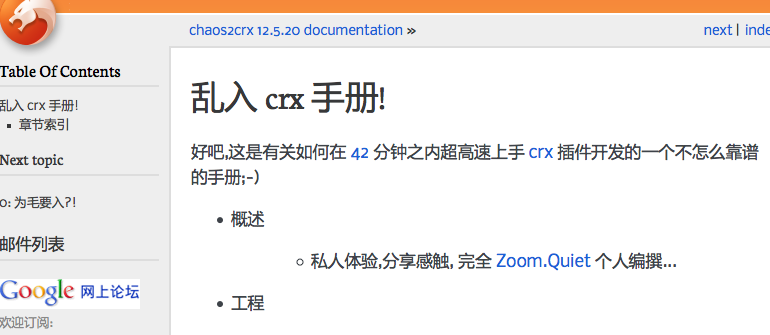 chaos2crx 12.5.20 documentation »
next | inde
Table Of Contents
乱入 crx 手册!
章节索引
Next topic
0: 为毛要入?!
邮件列表
Google 网上论坛
欢迎订阅:
乱入 crx 手册!
好吧,这是有关如何在 42 分钟之内超高速上手 crx 插件开发的一个不怎么靠谱
的手册;-)
概述
私人体验,分享感触, 完全 Zoom.Quiet 个人编撰...
工程